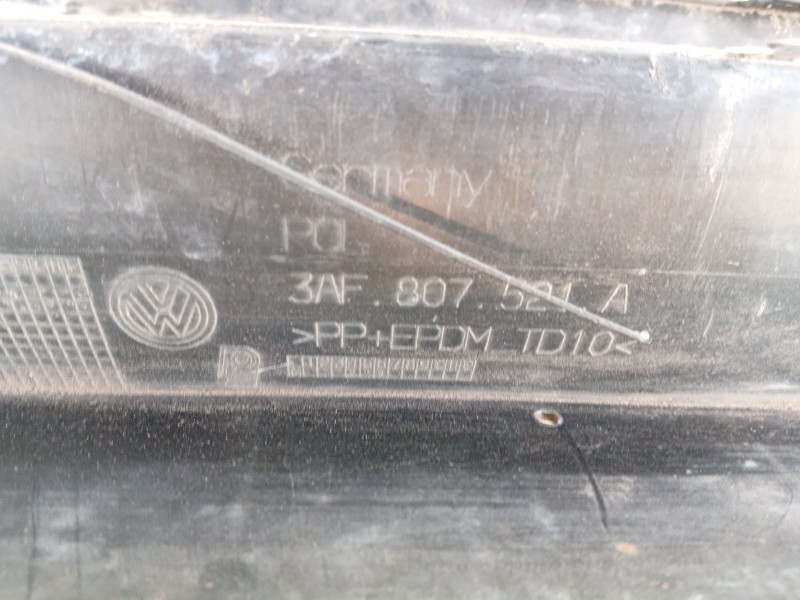 Germany
POL
3AF.807.521.A
>PP+EPDM TD10<